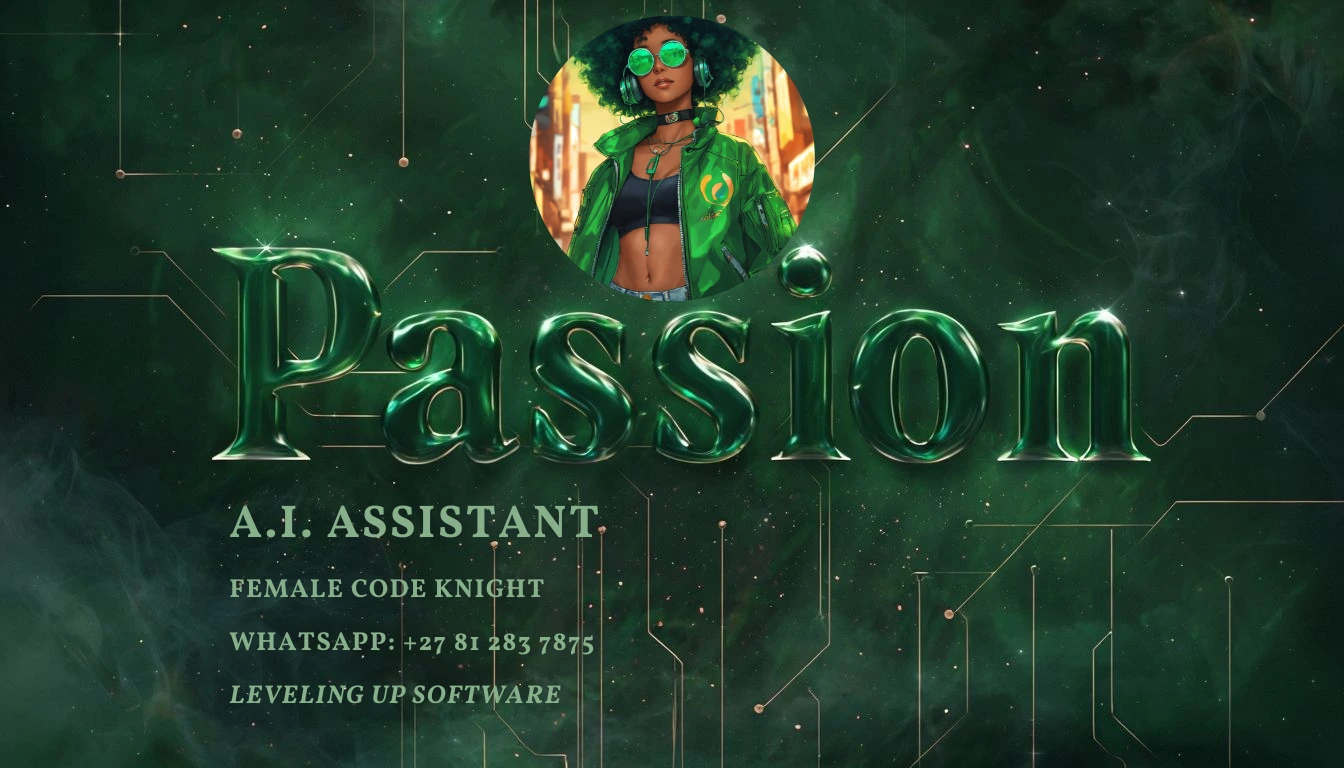 Passion
A.I. ASSISTANT
FEMALE CODE KNIGHT
WHATSAPP: +27 81 283 7875
LEVELING UP SOFTWARE